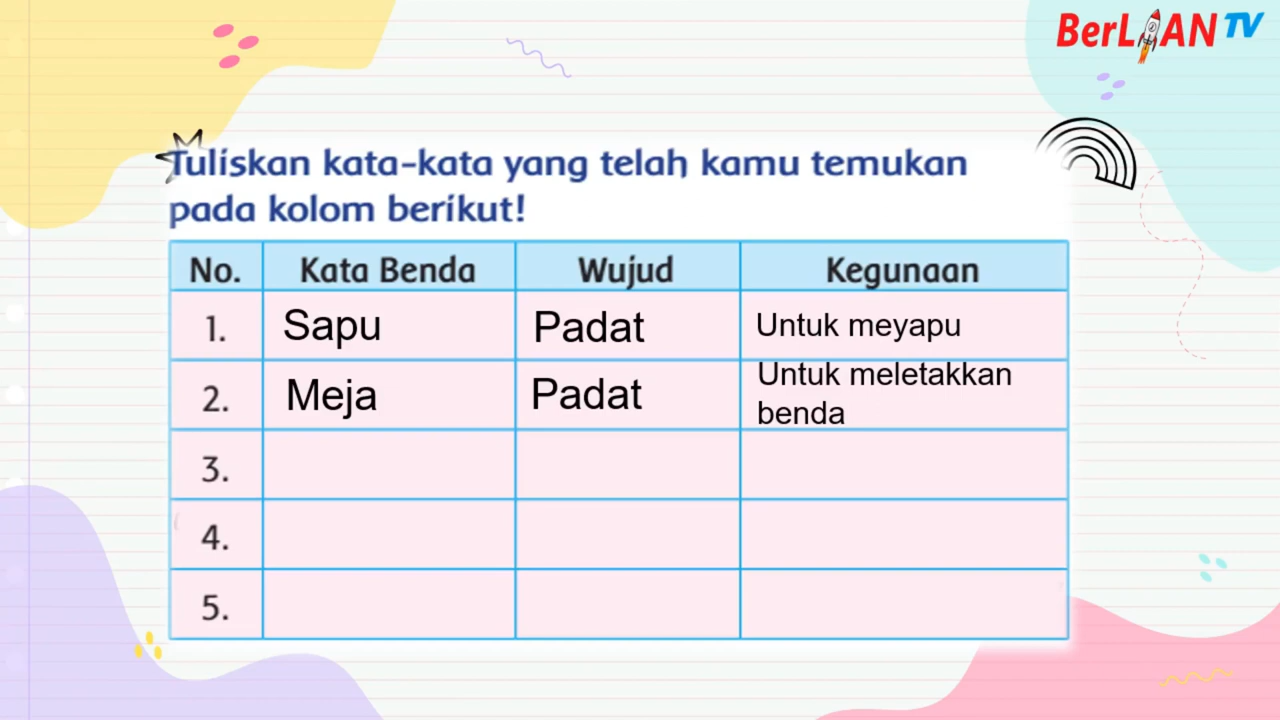 BerLIAN TV
Tuliskan kata-kata yang telah kamu temukan
pada kolom berikut!
No. Kata Benda Wujud Kegunaan
1. Sapu Padat Untuk meyapu
2. Meja Padat Untuk meletakkan
benda
3.
4.
5.